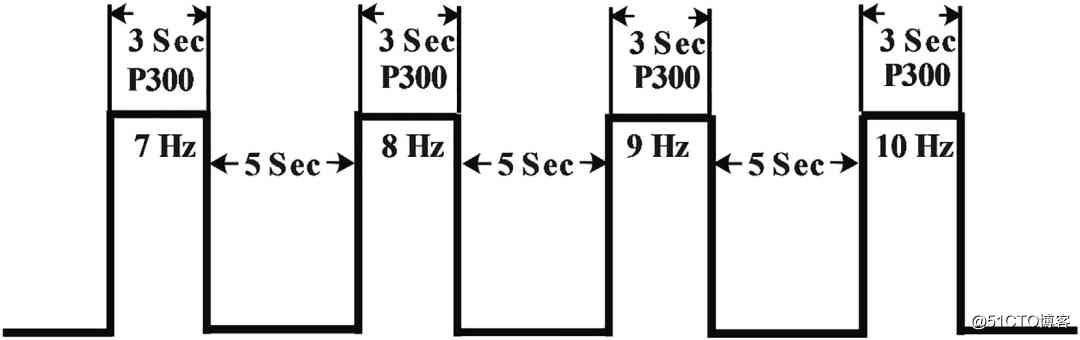 3 Sec 3 Sec 3 Sec 3 Sec
P300 P300 P300 P300
7 Hz 8 Hz 9 Hz 10 Hz
5 Sec 5 Sec 5 Sec
@51CTO博客